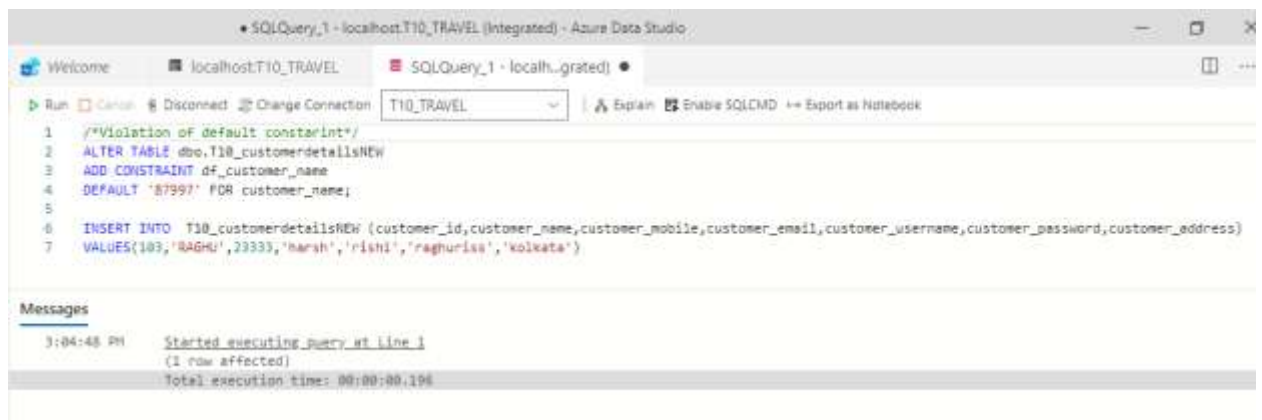 ● SQLQuery_1 - localhost.T10_TRAVEL (Integrated) - Azure Data Studio
Welcome localhost.T10_TRAVEL SQLQuery_1 - localh...grated) ●
Run Cancel Disconnect Change Connection T10_TRAVEL Explain Enable SQLCMD Export as Notebook
1 /*Violation of default constarint*/
2 ALTER TABLE dbo.T10_customerdetailsNEW
3 ADD CONSTRAINT df_customer_name
4 DEFAULT '87997' FOR customer_name;
5
6 INSERT INTO T10_customerdetailsNEW (customer_id,customer_name,customer_mobile,customer_email,customer_username,customer_password,customer_address)
7 VALUES(103,'RAGHU',23333,'harsh','rishi','raghuriss','kolkata')
Messages
3:04:48 PM Started executing query at Line 1
(1 row affected)
Total execution time: 00:00:00.196